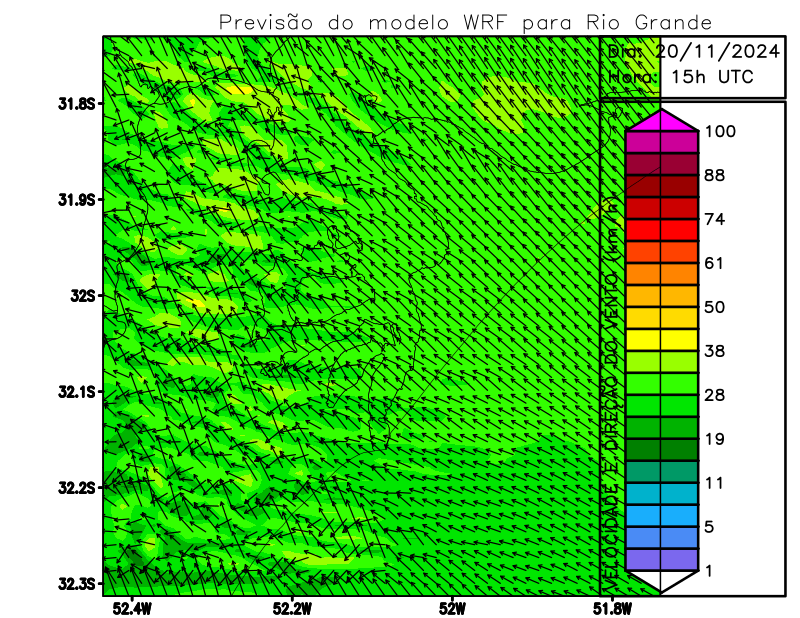 Previsão do modelo WRF para Rio Grande
Dia: 20/11/2024
Hora: 15h UTC
31.8S
31.9S
32S
32.1S
32.2S
32.3S
52.4W
52.2W
52W
51.8W
VELOCIDADE E DIREÇÃO DO VENTO (km/h)
100
88
74
61
50
38
28
19
11
5
1